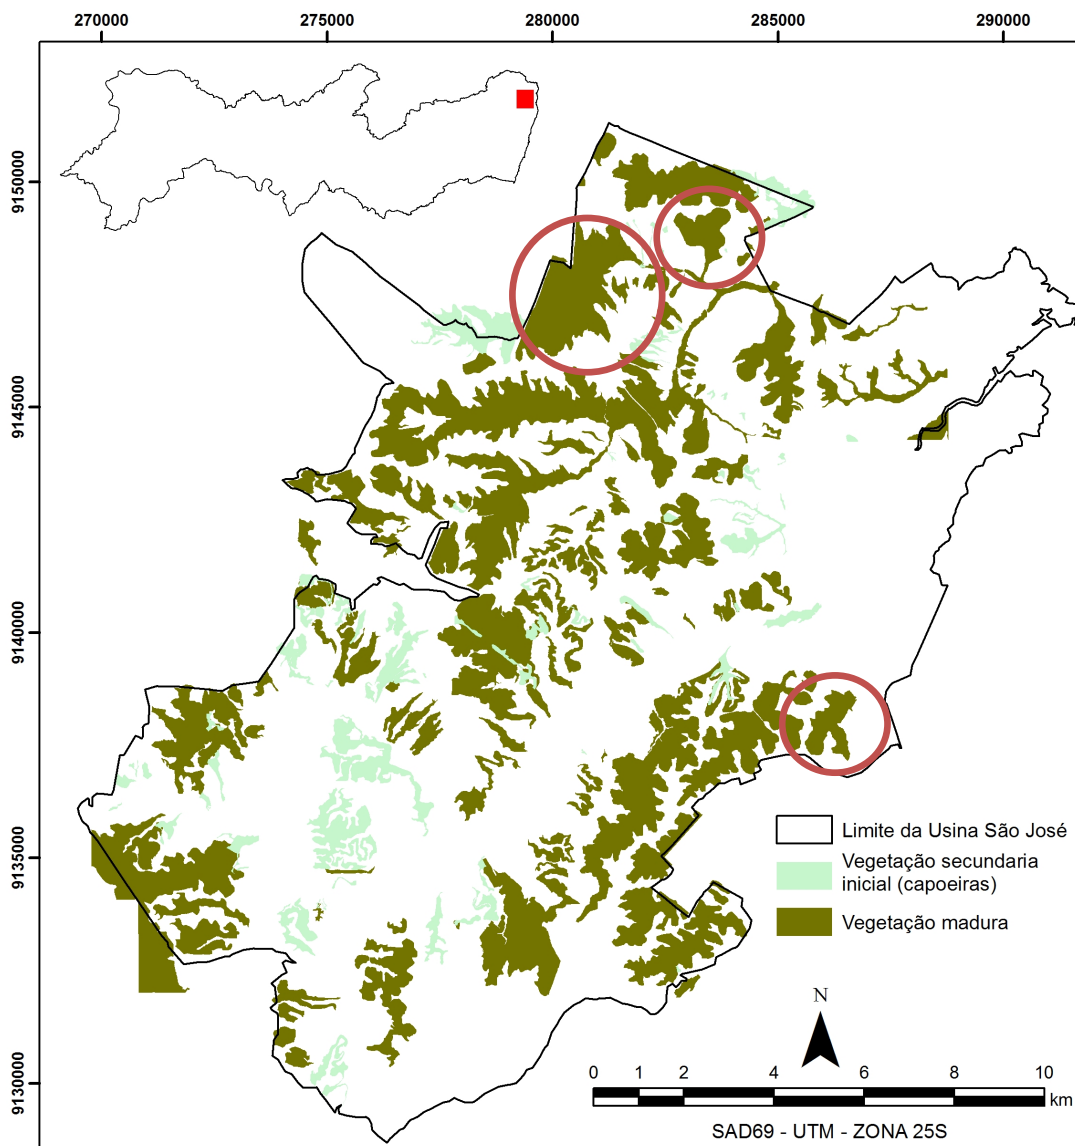 270000 275000 280000 285000 290000
9150000
9145000
9140000
9135000
9130000
Limite da Usina São José
Vegetação secundaria
inicial (capoeiras)
Vegetação madura
N
0 1 2 4 6 8 10
km
SAD69 - UTM - ZONA 25S